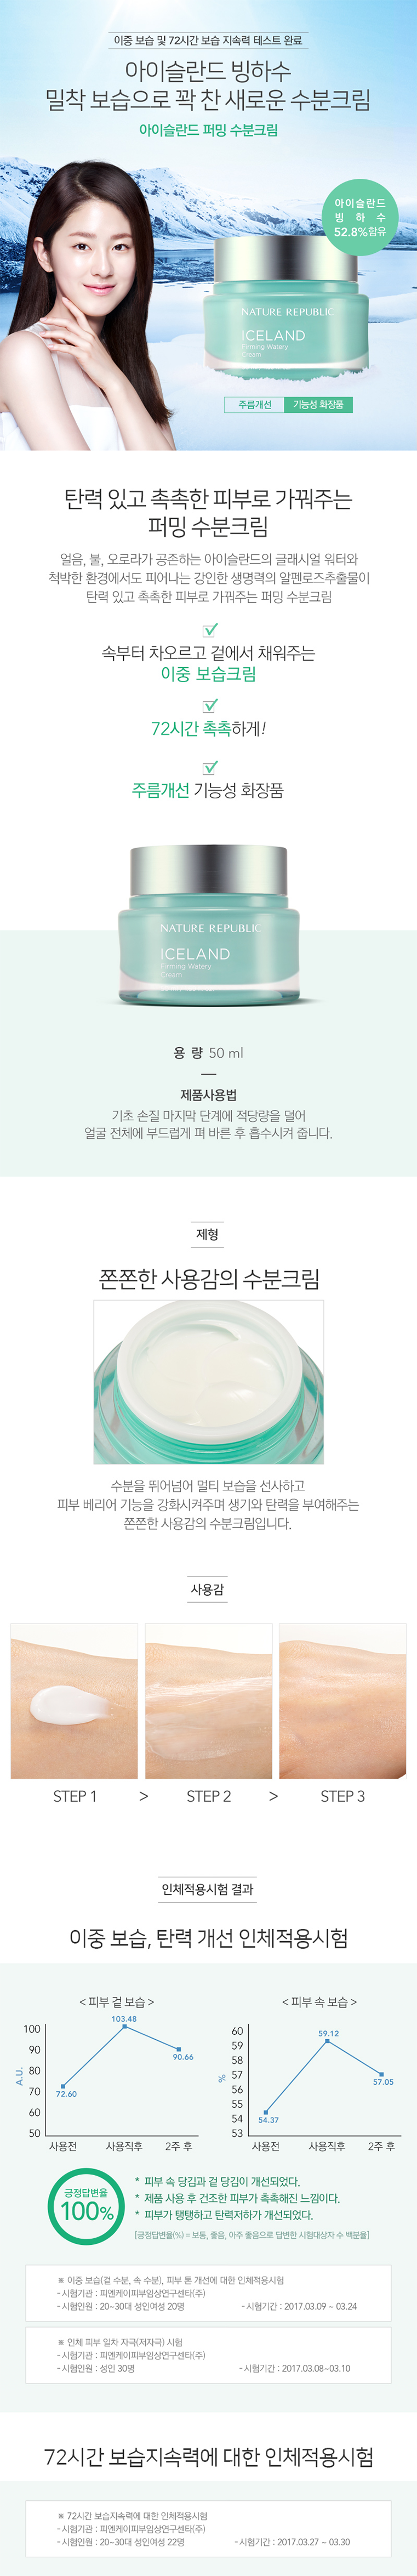 이중 보습 및 72시간 보습 지속력 테스트 완료
아이슬란드 빙하수
밀착 보습으로 꽉 찬 새로운 수분크림
아이슬란드 퍼밍 수분크림
아이슬란드
빙하수
52.8%함유
NATURE REPUBLIC
ICELAND
Firming Watery
Cream
주름개선 기능성 화장품
탄력 있고 촉촉한 피부로 가꿔주는
퍼밍 수분크림
얼음, 불, 오로라가 공존하는 아이슬란드의 글래시얼 워터와
척박한 환경에서도 피어나는 강인한 생명력의 알펜로즈추출물이
탄력 있고 촉촉한 피부로 가꿔주는 퍼밍 수분크림
속부터 차오르고 겉에서 채워주는
이중 보습크림
72시간 촉촉하게!
주름개선 기능성 화장품
NATURE REPUBLIC
ICELAND
Firming Watery
Cream
용 량 50 ml
제품사용법
기초 손질 마지막 단계에 적당량을 덜어
얼굴 전체에 부드럽게 펴 바른 후 흡수시켜 줍니다.
제형
쫀쫀한 사용감의 수분크림
수분을 뛰어넘어 멀티 보습을 선사하고
피부 베리어 기능을 강화시켜주며 생기와 탄력을 부여해주는
쫀쫀한 사용감의 수분크림입니다.
사용감
STEP 1 > STEP 2 > STEP 3
인체적용시험 결과
이중 보습, 탄력 개선 인체적용시험
< 피부 겉 보습 >
A.U.
100
90
80
70
60
50
72.60
103.48
90.66
사용전 사용직후 2주 후
< 피부 속 보습 >
%
60
59
58
57
56
55
54
53
54.37
59.12
57.05
사용전 사용직후 2주 후
긍정답변율
100%
* 피부 속 당김과 겉 당김이 개선되었다.
* 제품 사용 후 건조한 피부가 촉촉해진 느낌이다.
* 피부가 탱탱하고 탄력저하가 개선되었다.
[긍정답변율(%) = 보통, 좋음, 아주 좋음으로 답변한 시험대상자 수 백분율]
※ 이중 보습(겉 수분, 속 수분), 피부 톤 개선에 대한 인체적용시험
- 시험기관 : 피엔케이피부임상연구센타(주)
- 시험인원 : 20~30대 성인여성 20명 - 시험기간 : 2017.03.09 ~ 03.24
※ 인체 피부 일차 자극(저자극) 시험
- 시험기관 : 피엔케이피부임상연구센타(주)
- 시험인원 : 성인 30명 - 시험기간 : 2017.03.08~03.10
72시간 보습지속력에 대한 인체적용시험
※ 72시간 보습지속력에 대한 인체적용시험
- 시험기관 : 피엔케이피부임상연구센타(주)
- 시험인원 : 20~30대 성인여성 22명 - 시험기간 : 2017.03.27 ~ 03.30